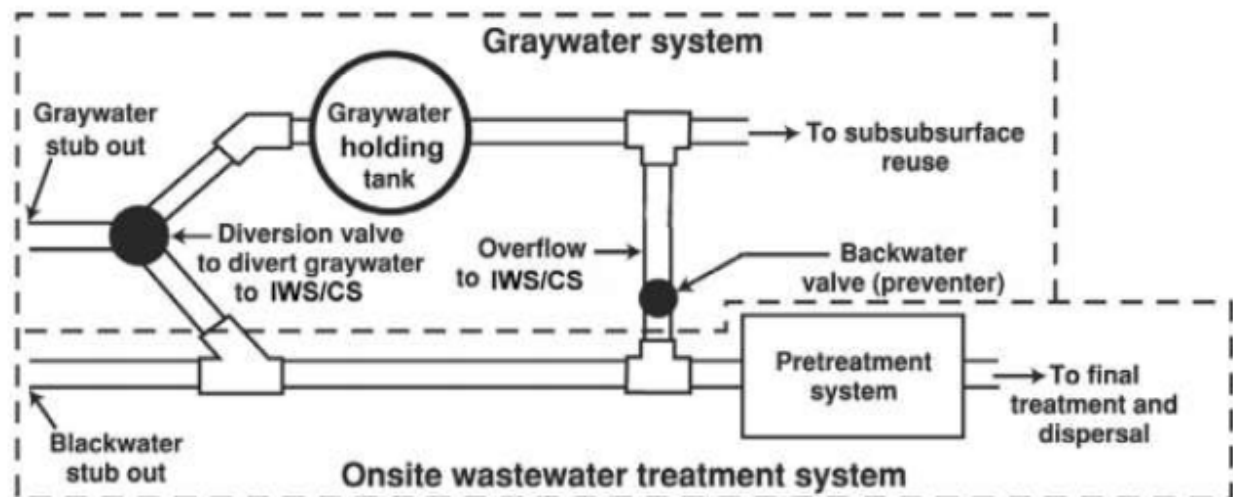 Graywater system
Graywater
stub out
Graywater
holding
tank
To subsubsurface
reuse
Diversion valve
to divert graywater
to IWS/CS
Overflow
to IWS/CS
Backwater
valve (preventer)
Pretreatment
system
To final
treatment and
dispersal
Blackwater
stub out
Onsite wastewater treatment system